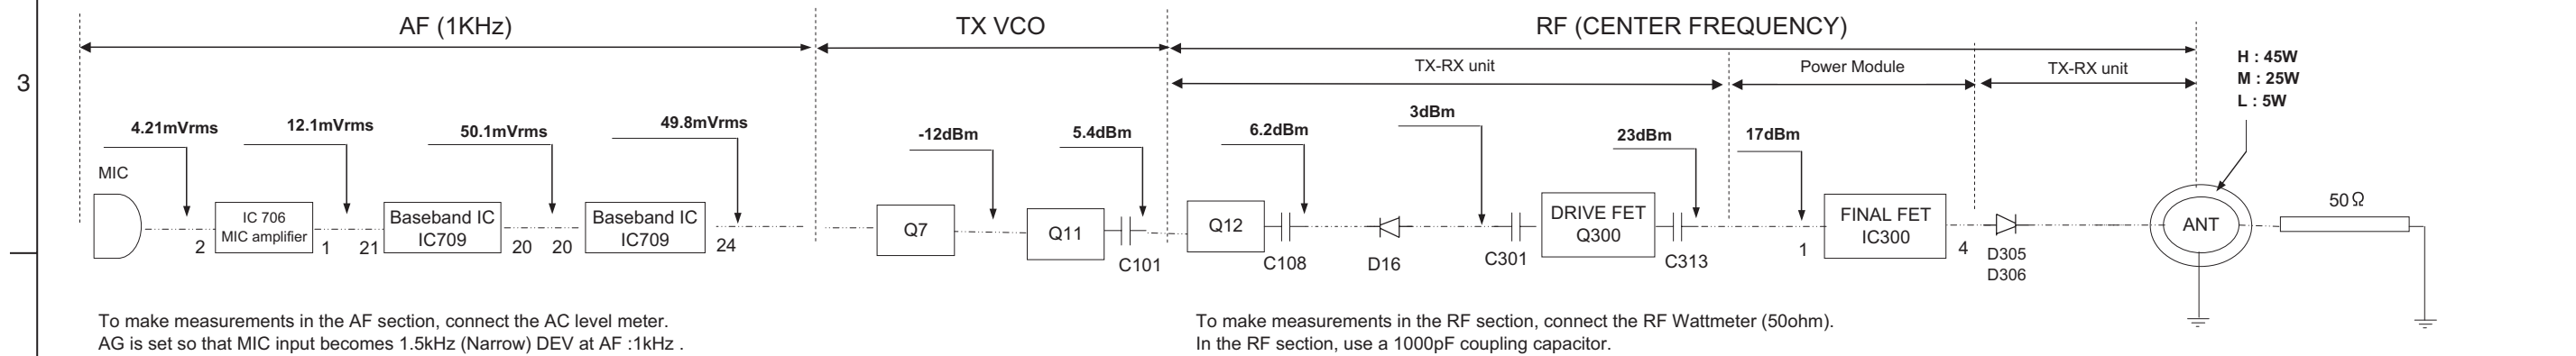 AF (1KHz)
TX VCO
RF (CENTER FREQUENCY)
TX-RX unit
Power Module
TX-RX unit
H : 45W
M : 25W
L : 5W
3
4.21mVrms
12.1mVrms
50.1mVrms
49.8mVrms
-12dBm
5.4dBm
6.2dBm
3dBm
23dBm
17dBm
MIC
2
IC 706
MIC amplifier
1
21
Baseband IC
IC709
20
20
Baseband IC
IC709
24
Q7
Q11
C101
Q12
C108
D16
C301
DRIVE FET
Q300
C313
1
FINAL FET
IC300
4
D305
D306
ANT
50Ω
To make measurements in the AF section, connect the AC level meter.
AG is set so that MIC input becomes 1.5kHz (Narrow) DEV at AF :1kHz .
To make measurements in the RF section, connect the RF Wattmeter (50ohm).
In the RF section, use a 1000pF coupling capacitor.